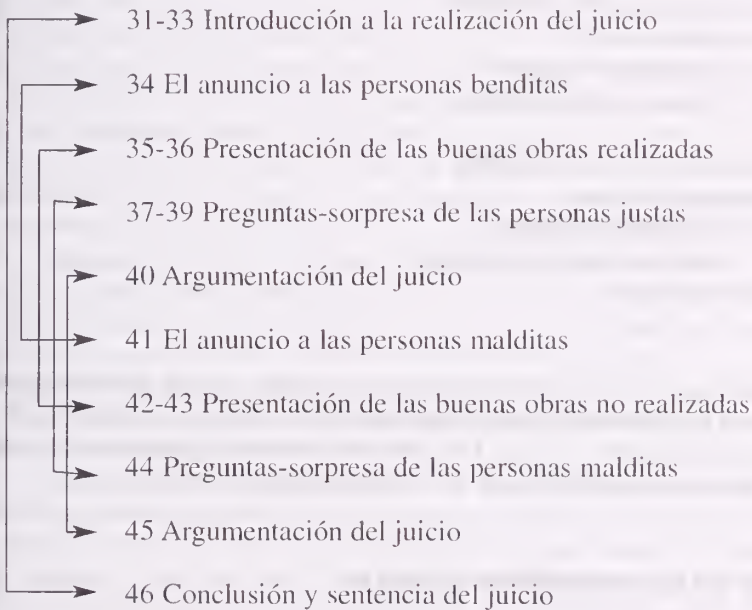 31-33 Introducción a la realización del juicio
34 El anuncio a las personas benditas
35-36 Presentación de las buenas obras realizadas
37-39 Preguntas-sorpresa de las personas justas
40 Argumentación del juicio
41 El anuncio a las personas malditas
42-43 Presentación de las buenas obras no realizadas
44 Preguntas-sorpresa de las personas malditas
45 Argumentación del juicio
46 Conclusión y sentencia del juicio